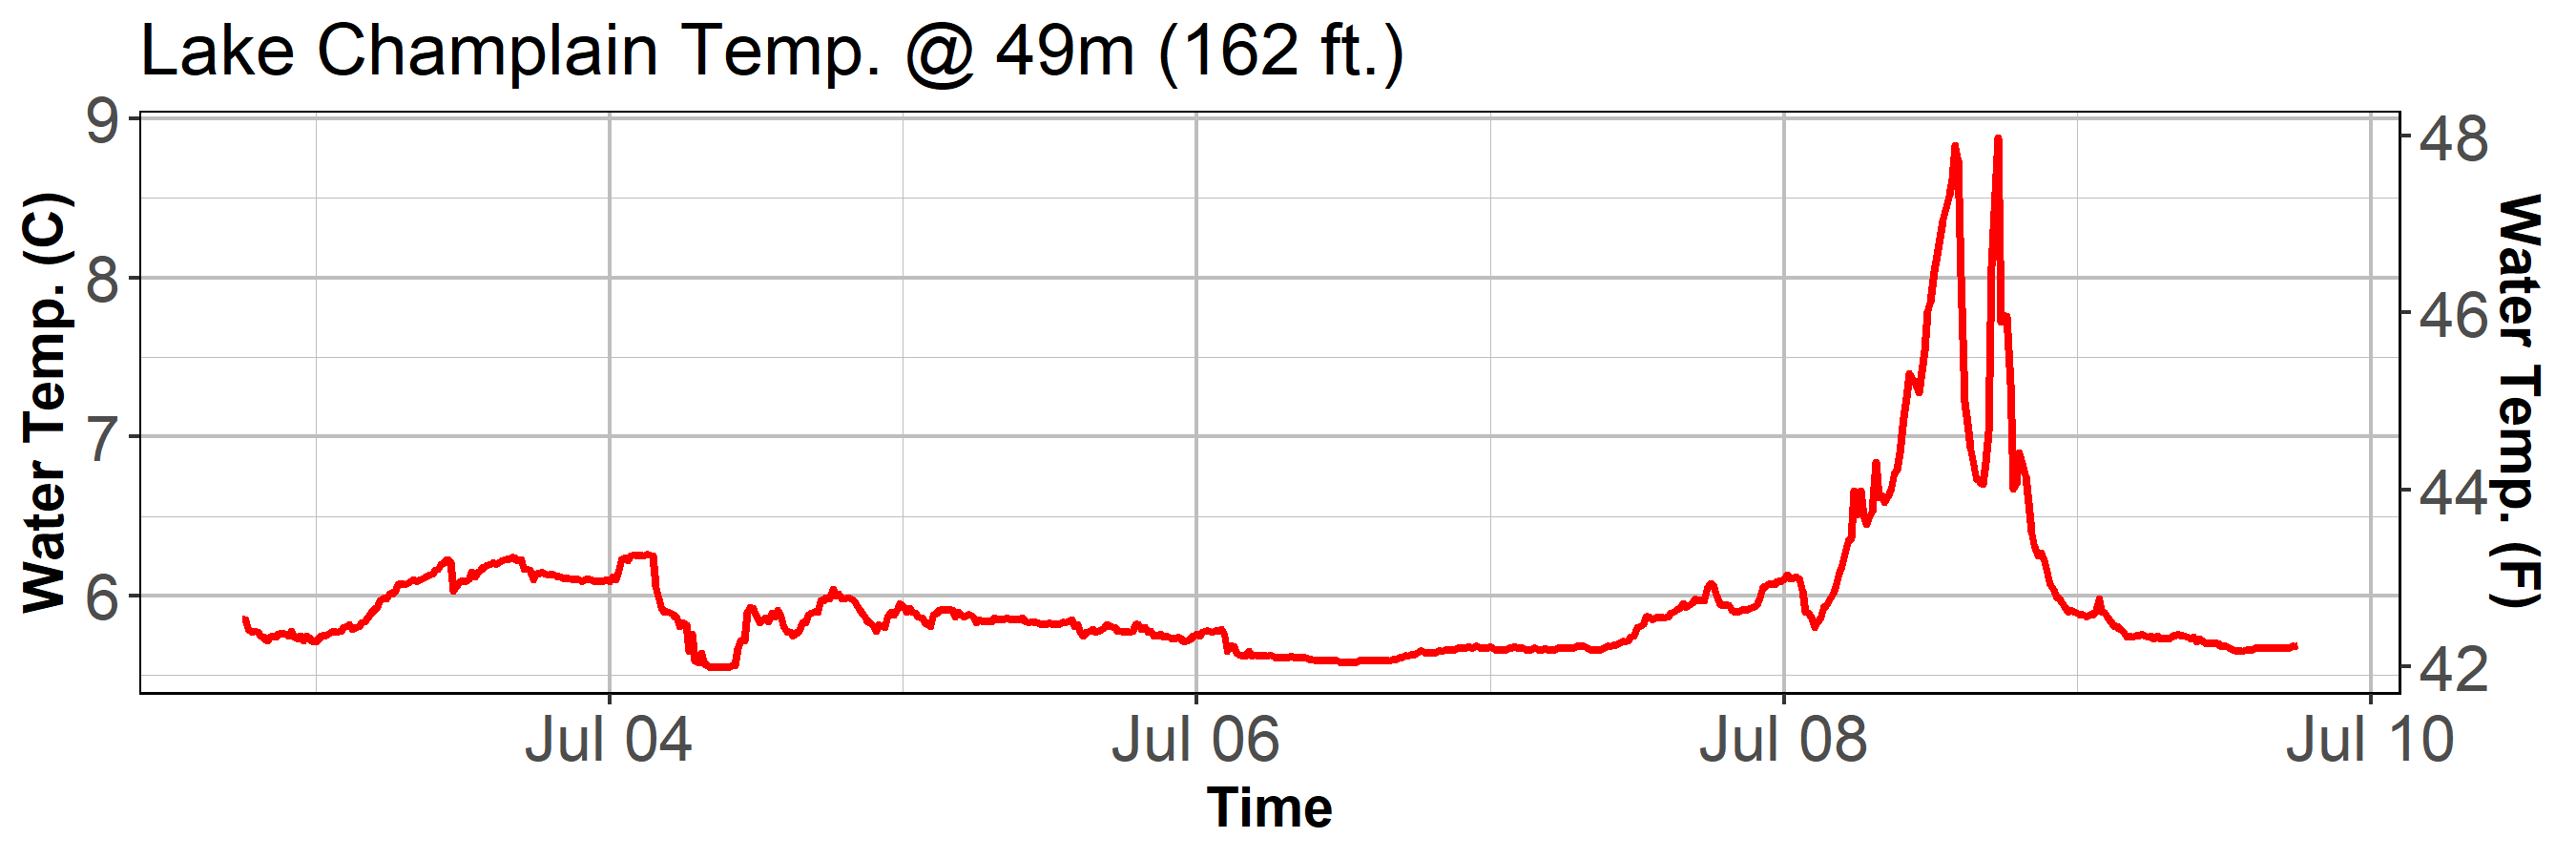 Lake Champlain Temp. @ 49m (162 ft.)
Water Temp. (C)
9
8
7
6
48
46
44
42
Water Temp. (F)
Jul 04 Jul 06 Jul 08 Jul 10
Time